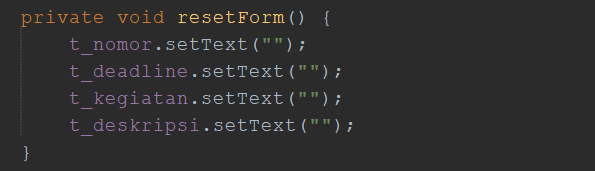 private void resetForm() {
    t_nomor.setText("");
    t_deadline.setText("");
    t_kegiatan.setText("");
    t_deskripsi.setText("");
}